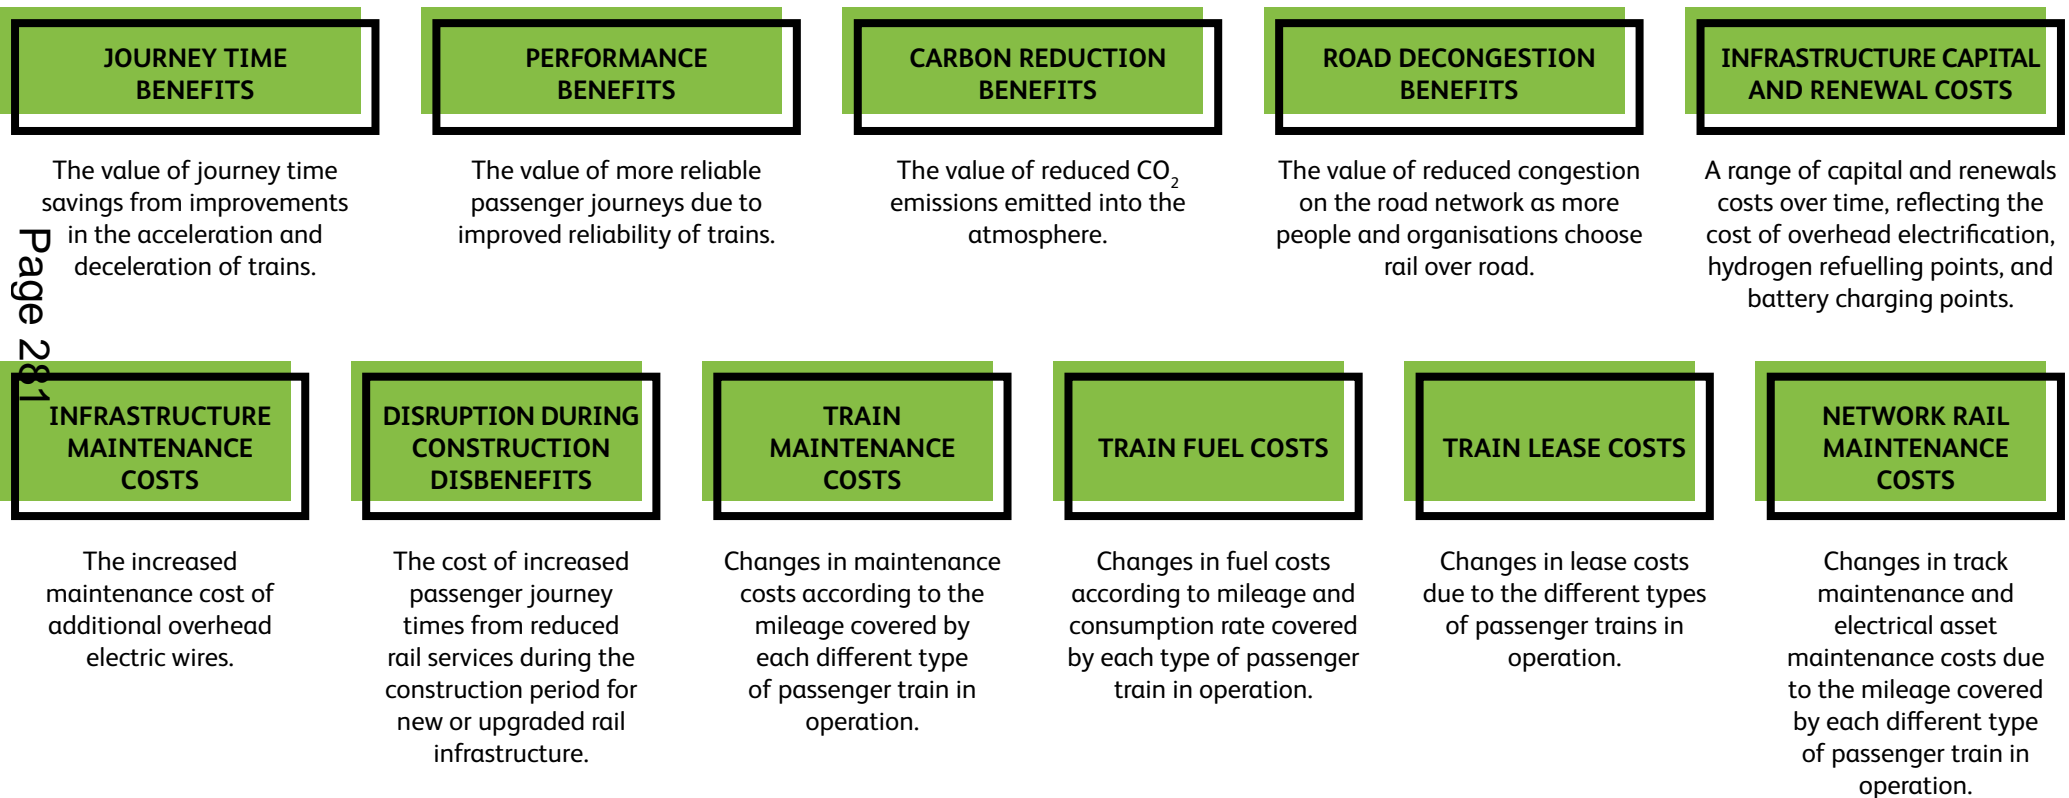 JOURNEY TIME
BENEFITS
The value of journey time
savings from improvements
in the acceleration and
deceleration of trains.
PERFORMANCE
BENEFITS
The value of more reliable
passenger journeys due to
improved reliability of trains.
CARBON REDUCTION
BENEFITS
The value of reduced CO₂
emissions emitted into the
atmosphere.
ROAD DECONGESTION
BENEFITS
The value of reduced congestion
on the road network as more
people and organisations choose
rail over road.
INFRASTRUCTURE CAPITAL
AND RENEWAL COSTS
A range of capital and renewals
costs over time, reflecting the
cost of overhead electrification,
hydrogen refuelling points, and
battery charging points.
Page 281
INFRASTRUCTURE
MAINTENANCE
COSTS
The increased
maintenance cost of
additional overhead
electric wires.
DISRUPTION DURING
CONSTRUCTION
DISBENEFITS
The cost of increased
passenger journey
times from reduced
rail services during the
construction period for
new or upgraded rail
infrastructure.
TRAIN
MAINTENANCE
COSTS
Changes in maintenance
costs according to the
mileage covered by
each different type
of passenger train in
operation.
TRAIN FUEL COSTS
Changes in fuel costs
according to mileage and
consumption rate covered
by each type of passenger
train in operation.
TRAIN LEASE COSTS
Changes in lease costs
due to the different types
of passenger trains in
operation.
NETWORK RAIL
MAINTENANCE
COSTS
Changes in track
maintenance and
electrical asset
maintenance costs due
to the mileage covered
by each different type
of passenger train in
operation.